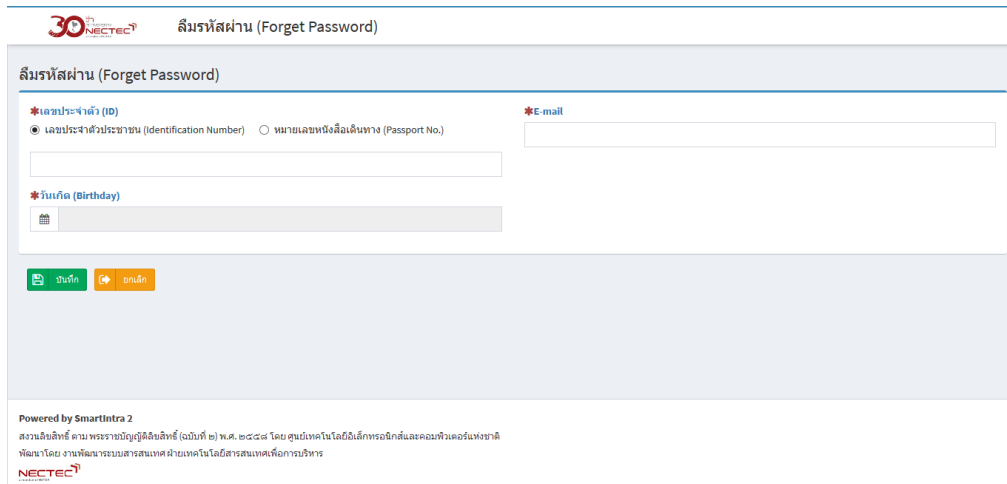 30 ปี NECTEC
ลืมรหัสผ่าน (Forget Password)
ลืมรหัสผ่าน (Forget Password)
✱เลขประจำตัว (ID)
เลขประจำตัวประชาชน (Identification Number) หมายเลขหนังสือเดินทาง (Passport No.)
✱E-mail
✱วันเกิด (Birthday)
บันทึก ยกเลิก
Powered by SmartIntra 2
สงวนลิขสิทธิ์ ตาม พระราชบัญญัติลิขสิทธิ์ (ฉบับที่ ๒) พ.ศ. ๒๕๕๘ โดย ศูนย์เทคโนโลยีอิเล็กทรอนิกส์และคอมพิวเตอร์แห่งชาติ
พัฒนาโดย งานพัฒนาระบบสารสนเทศ ฝ่ายเทคโนโลยีสารสนเทศเพื่อการบริหาร
NECTEC